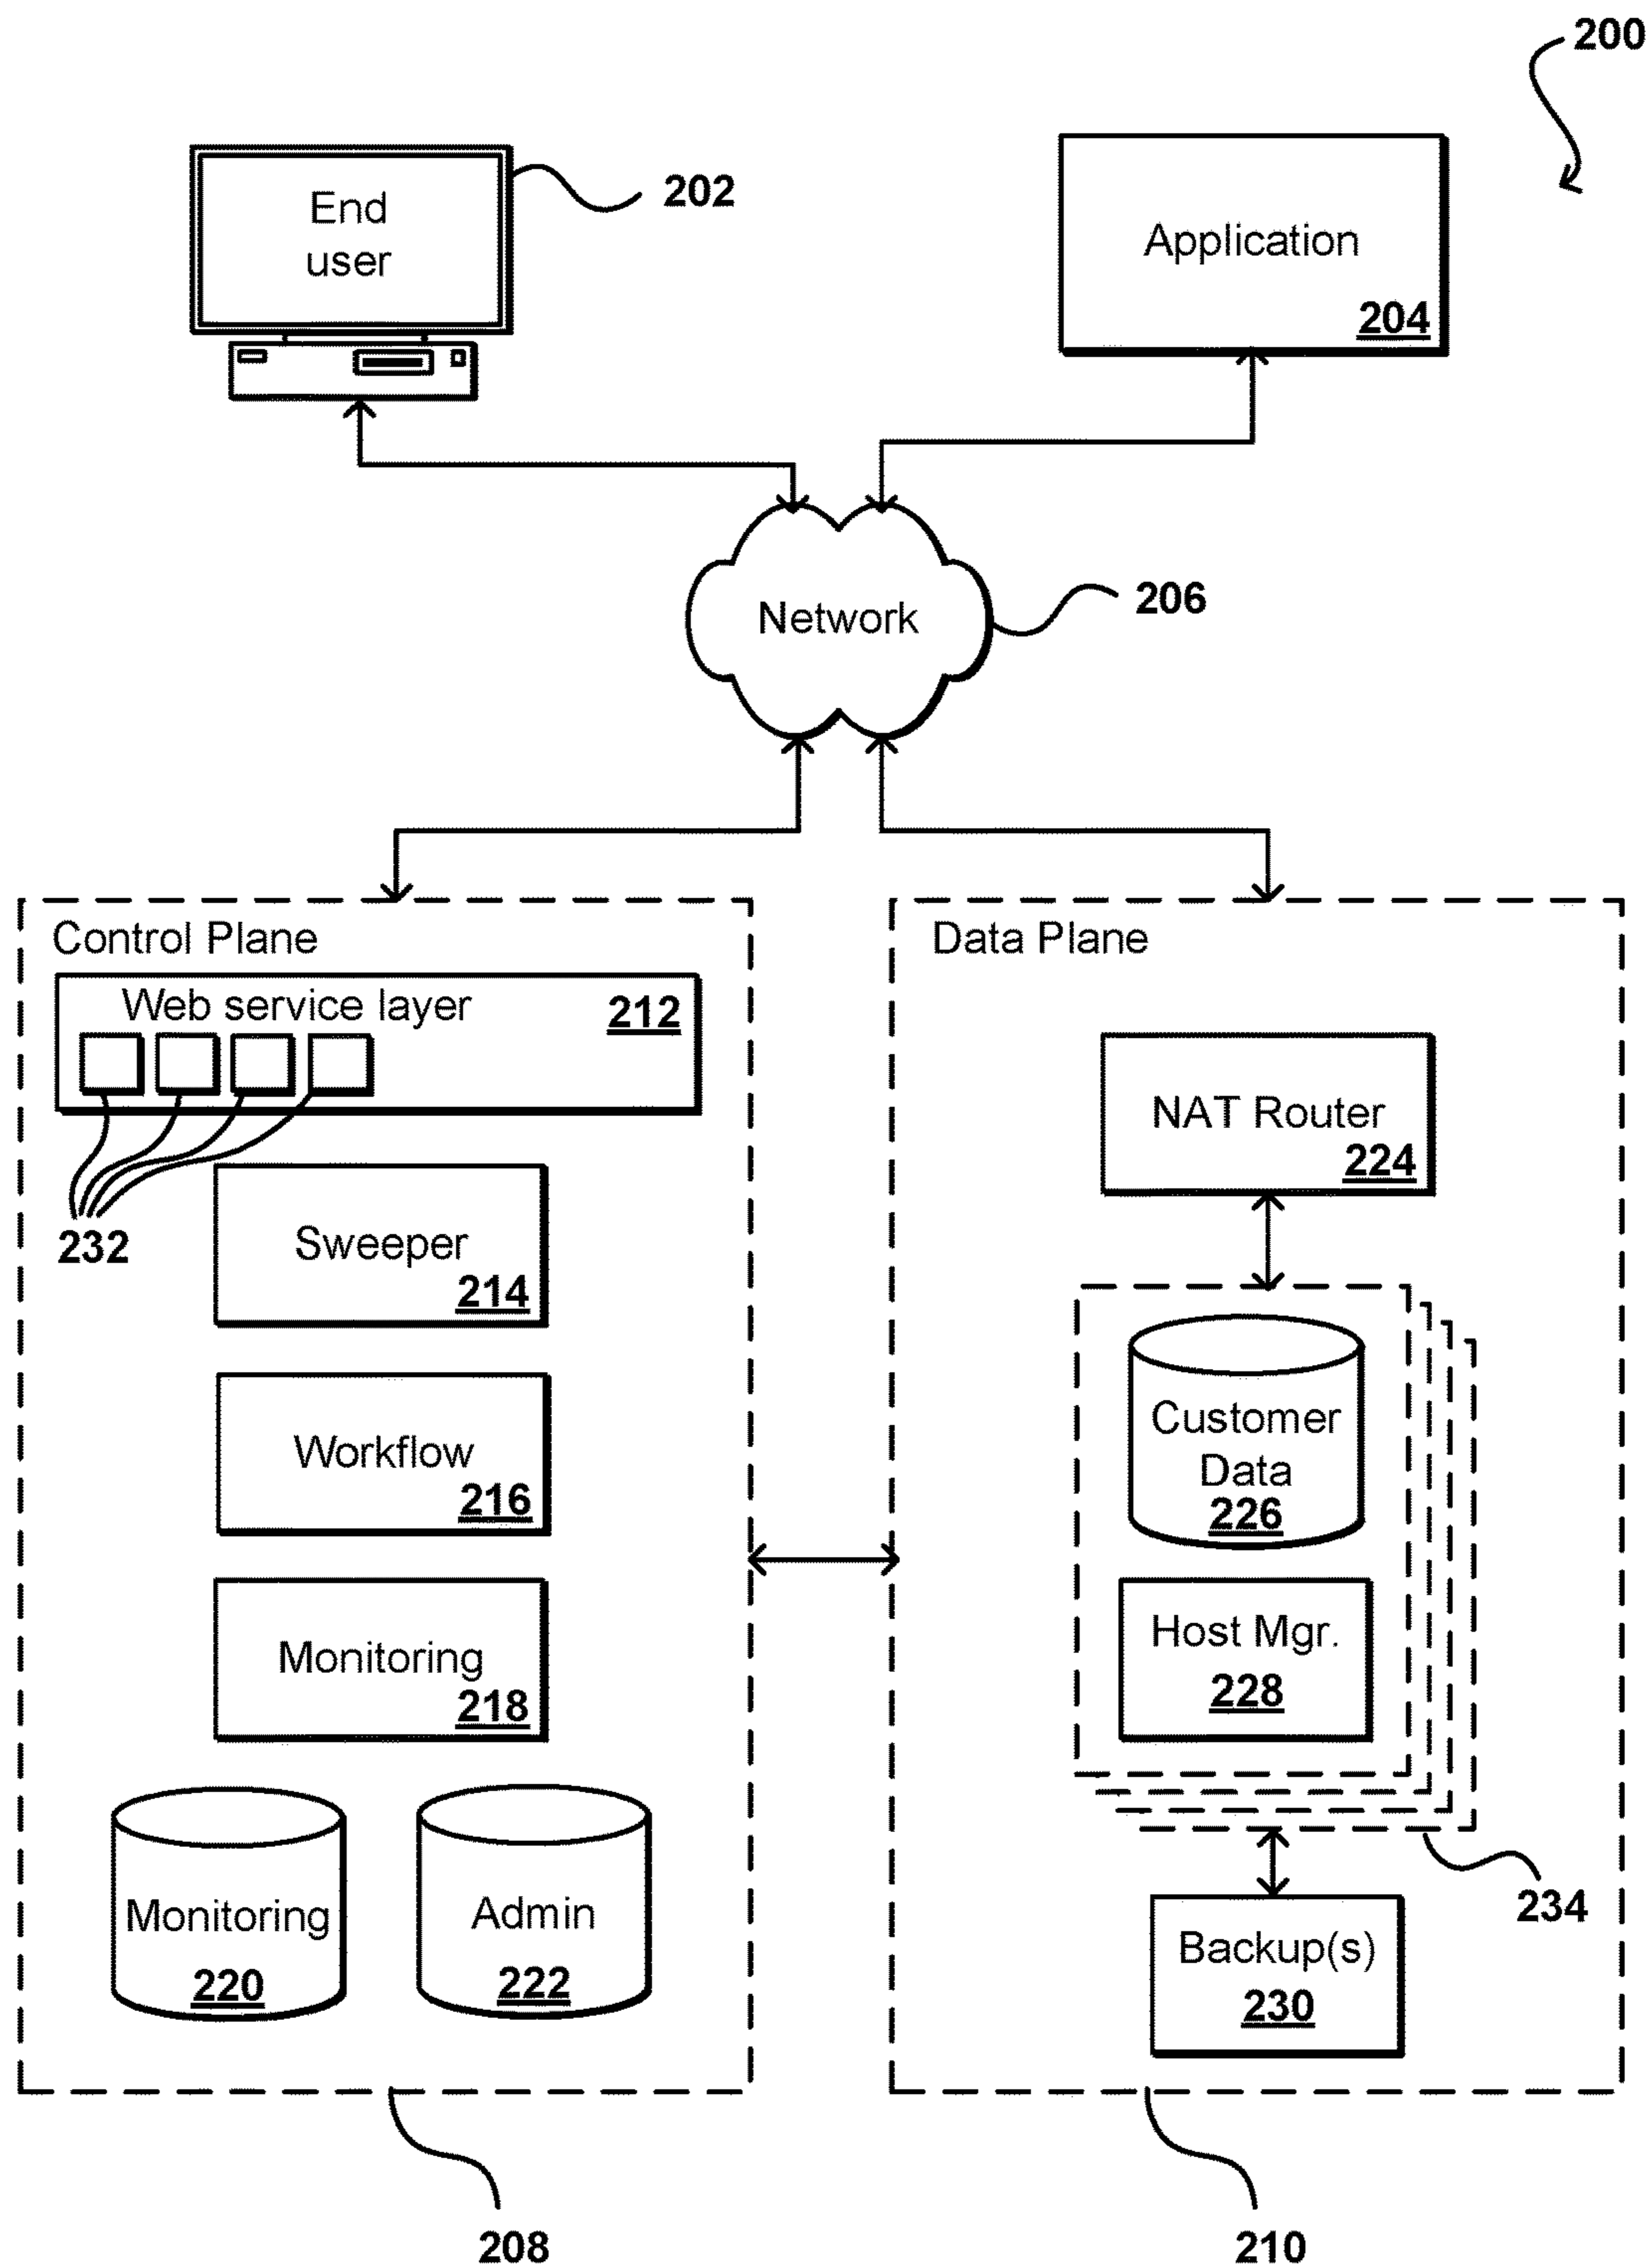 200
End
user
202
Application
204
Network
206
Control Plane
Web service layer
212
232
Sweeper
214
Workflow
216
Monitoring
218
Monitoring
220
Admin
222
208
Data Plane
NAT Router
224
Customer
Data
226
Host Mgr.
228
234
Backup(s)
230
210